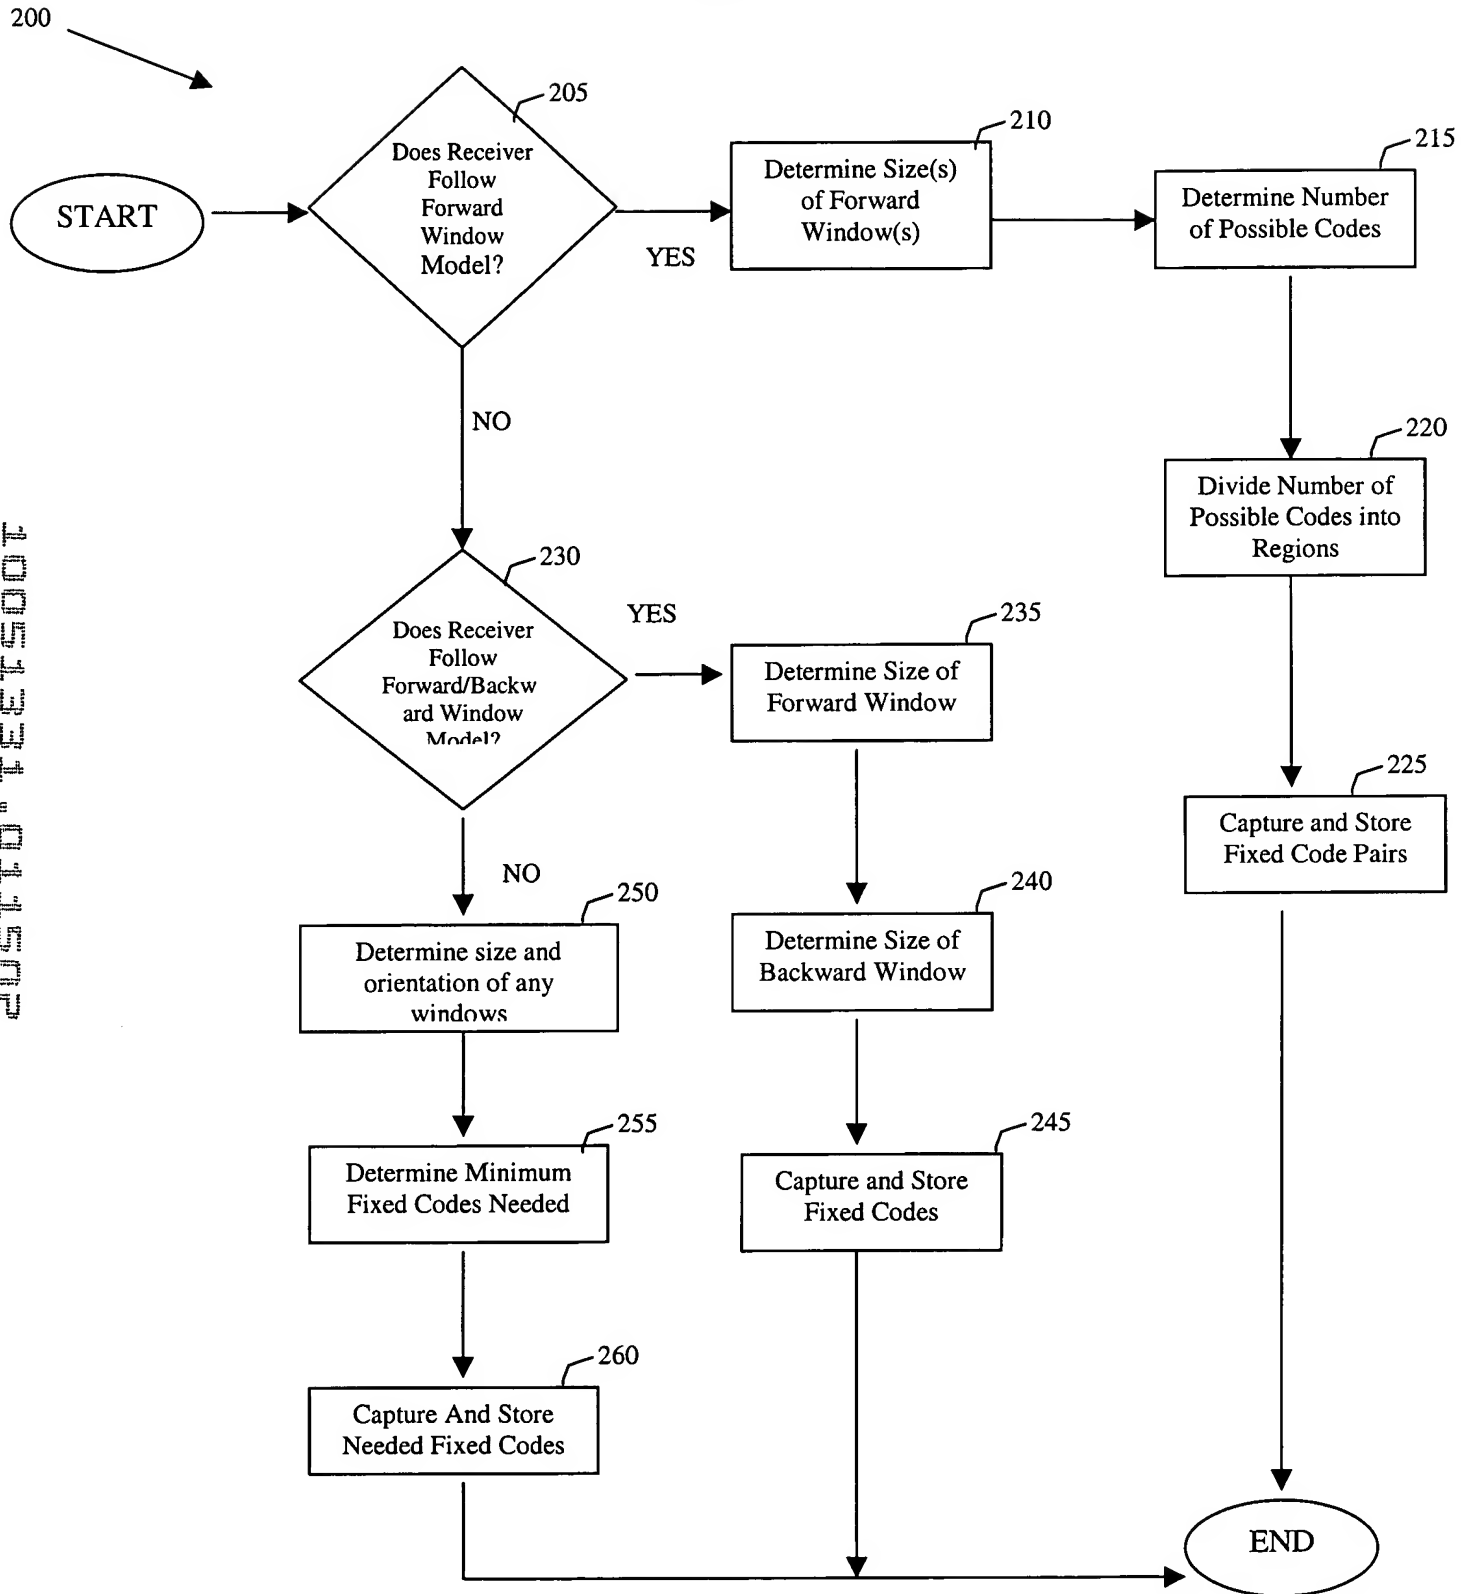 200
205
Does Receiver
Follow
Forward
Window
Model?
START
YES
210
Determine Size(s)
of Forward
Window(s)
215
Determine Number
of Possible Codes
NO
220
Divide Number of
Possible Codes into
Regions
230
Does Receiver
Follow
Forward/Backw
ard Window
Model?
YES
235
Determine Size of
Forward Window
225
Capture and Store
Fixed Code Pairs
NO
250
Determine size and
orientation of any
windows
240
Determine Size of
Backward Window
255
Determine Minimum
Fixed Codes Needed
245
Capture and Store
Fixed Codes
260
Capture And Store
Needed Fixed Codes
END